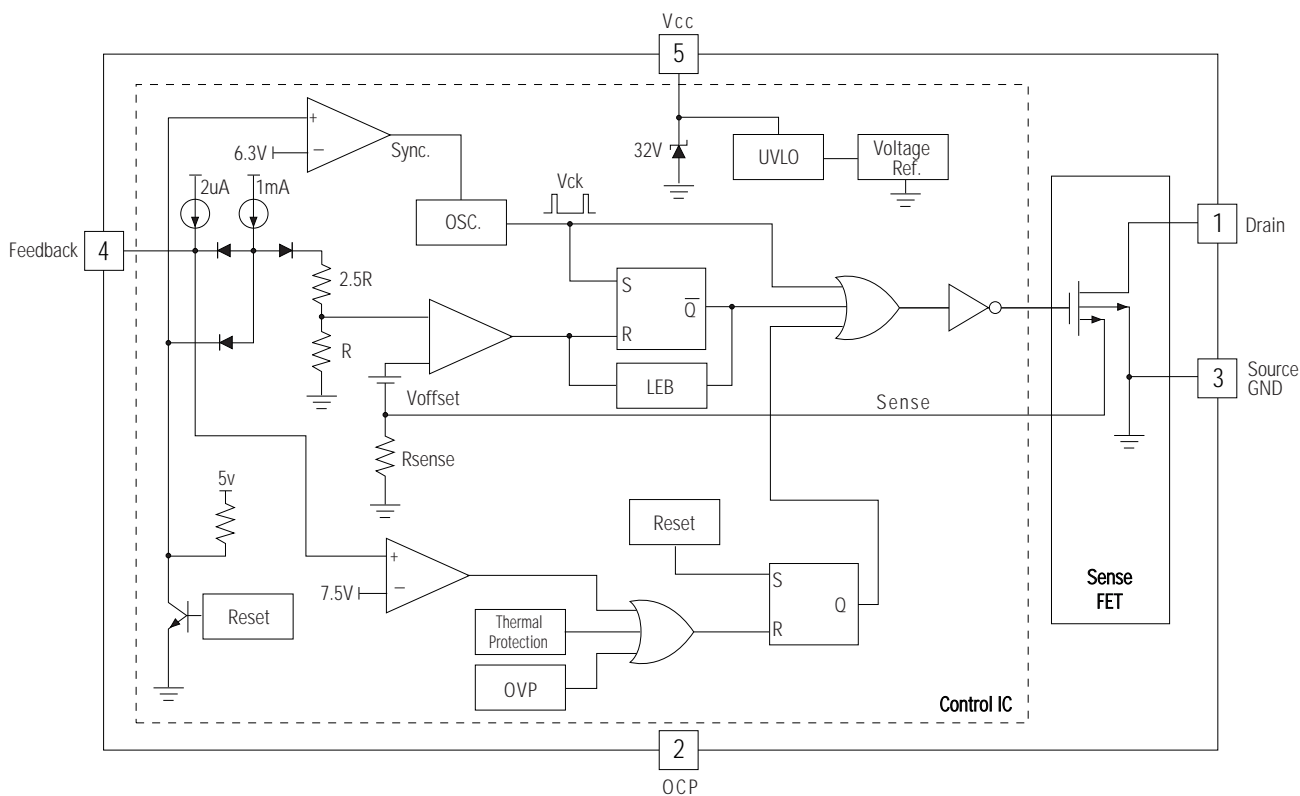 Vcc
5
+
Sync.
6.3V
−
32V
UVLO
Voltage
Ref.
2uA
1mA
Vck
OSC.
1
Drain
Feedback
4
2.5R
S
Q
R
R
LEB
3
Source
GND
Voffset
Sense
Rsense
5v
Reset
+
7.5V
−
S
Q
R
Sense
FET
Reset
Thermal
Protection
OVP
Control IC
2
OCP